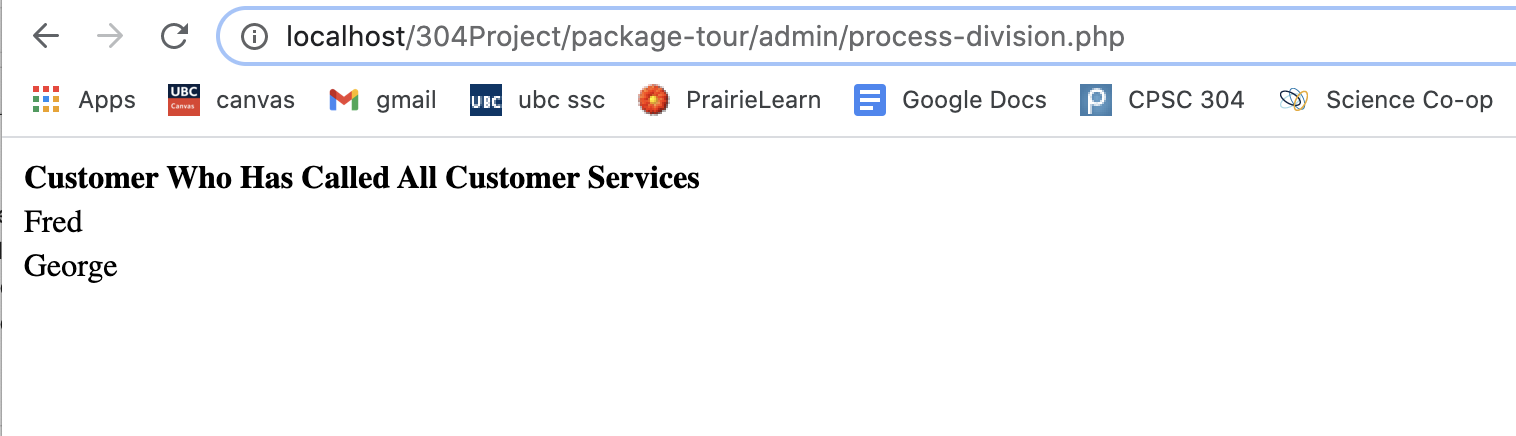 localhost/304Project/package-tour/admin/process-division.php
Apps UBC Canvas canvas gmail UBC ubc ssc PrairieLearn Google Docs CPSC 304 Science Co-op
Customer Who Has Called All Customer Services
Fred
George